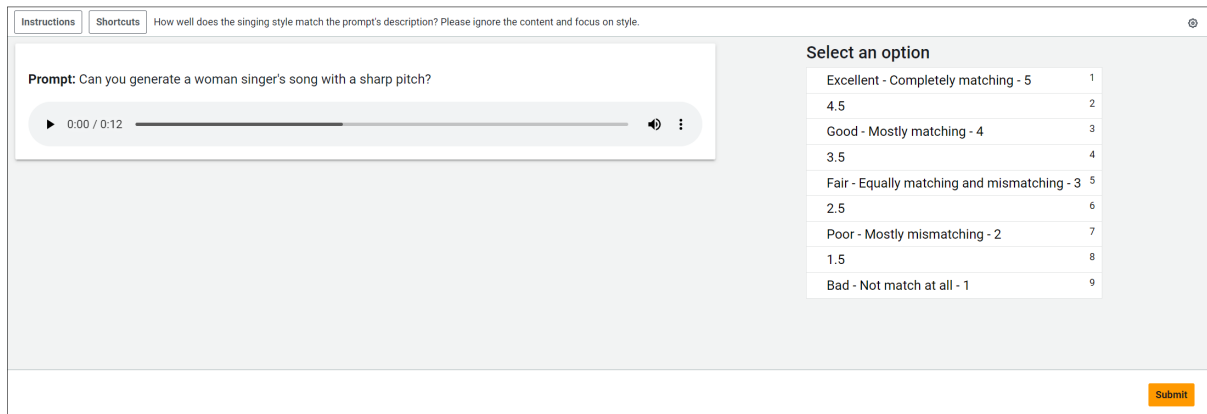 Instructions Shortcuts How well does the singing style match the prompt's description? Please ignore the content and focus on style.
Prompt: Can you generate a woman singer's song with a sharp pitch?
0:00 / 0:12
Select an option
Excellent - Completely matching - 5 1
4.5 2
Good - Mostly matching - 4 3
3.5 4
Fair - Equally matching and mismatching - 3 5
2.5 6
Poor - Mostly mismatching - 2 7
1.5 8
Bad - Not match at all - 1 9
Submit